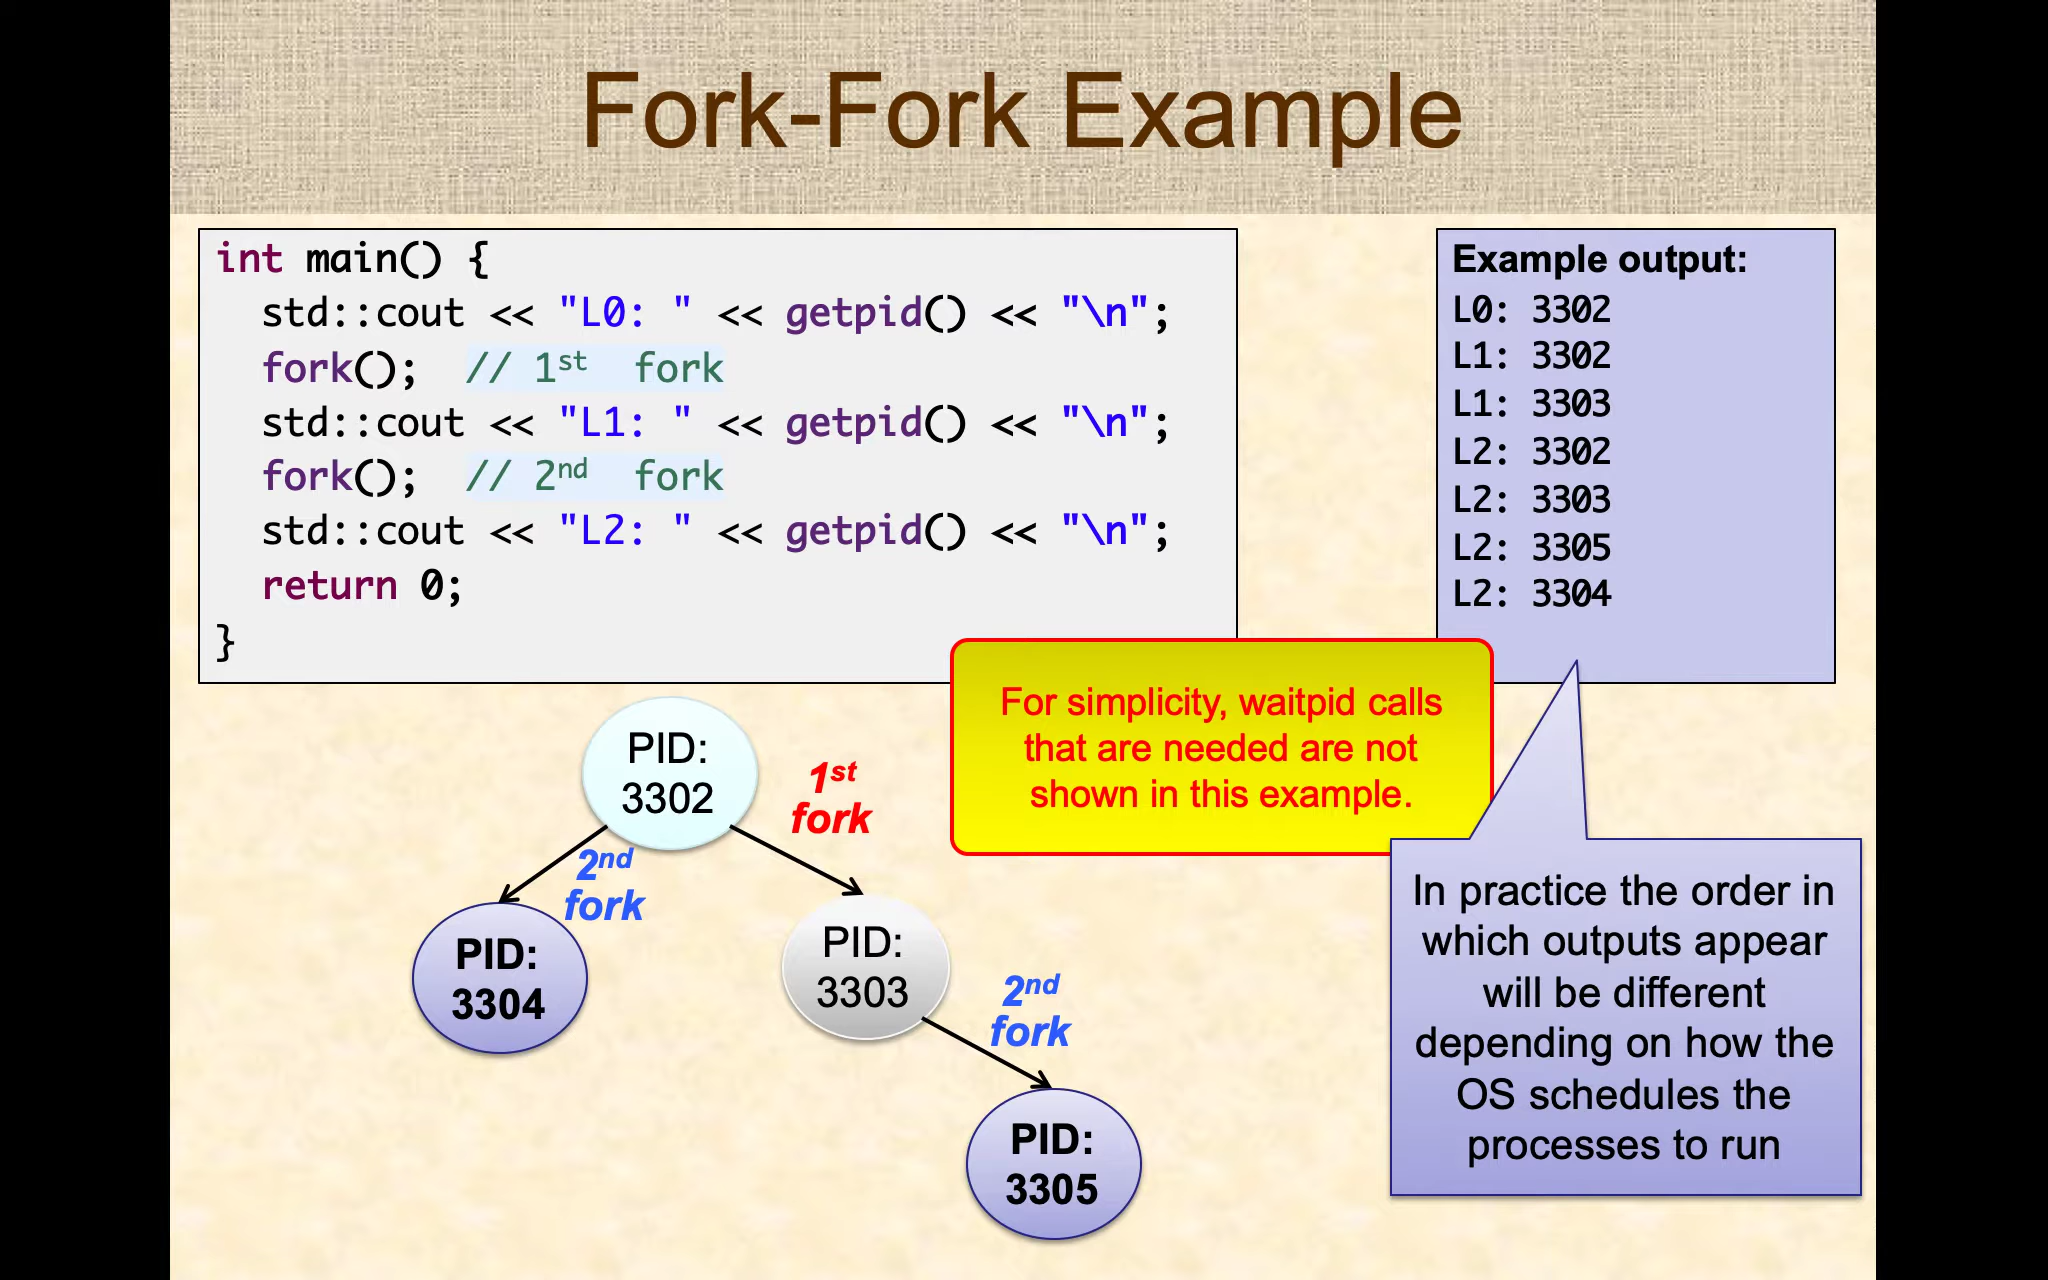 Fork-Fork Example
int main() {
std::cout << "L0: " << getpid() << "\n";
fork(); // 1st fork
std::cout << "L1: " << getpid() << "\n";
fork(); // 2nd fork
std::cout << "L2: " << getpid() << "\n";
return 0;
}
Example output:
L0: 3302
L1: 3302
L1: 3303
L2: 3302
L2: 3303
L2: 3305
L2: 3304
For simplicity, waitpid calls
that are needed are not
shown in this example.
PID:
3302
1st
fork
2nd
fork
PID:
3304
PID:
3303
2nd
fork
PID:
3305
In practice the order in
which outputs appear
will be different
depending on how the
OS schedules the
processes to run